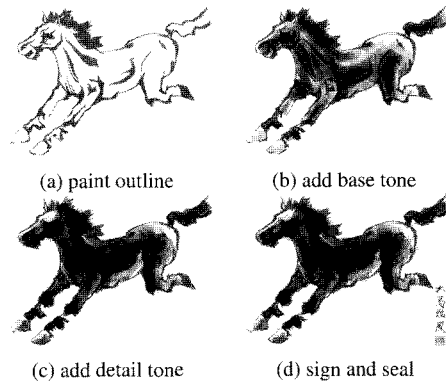 (a) paint outline
(b) add base tone
(c) add detail tone
(d) sign and seal